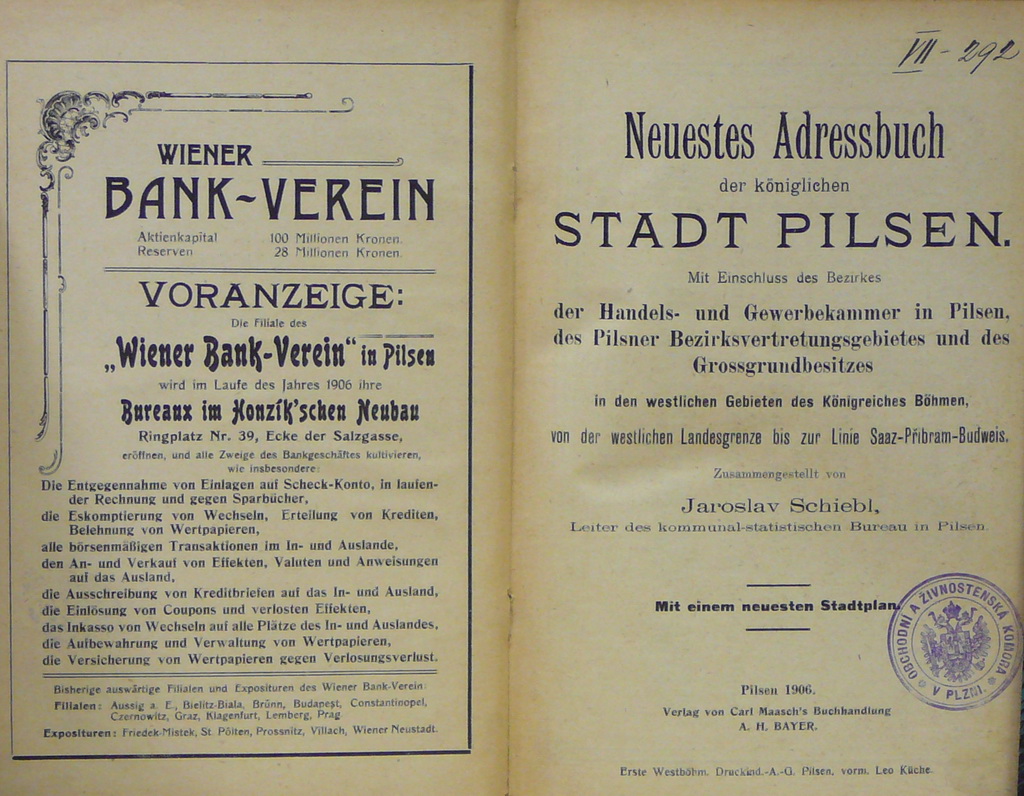 WIENER
BANK-VEREIN
Aktienkapital 100 Millionen Kronen.
Reserven 28 Millionen Kronen.
VORANZEIGE:
Die Filiale des
„Wiener Bank-Verein“ in Pilsen
wird im Laufe des Jahres 1906 ihre
Bureaux im Konzik'schen Neubau
Ringplatz Nr. 39, Ecke der Salzgasse,
eröffnen, und alle Zweige des Bankgeschäftes kultivieren,
wie insbesondere:
Die Entgegennahme von Einlagen auf Scheck-Konto, in laufen-
der Rechnung und gegen Sparbücher,
die Eskomptierung von Wechseln, Erteilung von Krediten,
Belehnung von Wertpapieren,
alle börsenmäßigen Transaktionen im In- und Auslande,
den An- und Verkauf von Effekten, Valuten und Anweisungen
auf das Ausland,
die Ausschreibung von Kreditbriefen auf das In- und Ausland,
die Einlösung von Coupons und verlosten Effekten,
das Inkasso von Wechseln auf alle Plätze des In- und Auslandes,
die Aufbewahrung und Verwaltung von Wertpapieren,
die Versicherung von Wertpapieren gegen Verlosungsverlust.
Bisherige auswärtige Filialen und Exposituren des Wiener Bank-Verein:
Filialen: Aussig a. E., Bielitz-Biala, Brünn, Budapest, Constantinopel,
Czernowitz, Graz, Klagenfurt, Lemberg, Prag
Exposituren: Friedek-Mistek, St. Pölten, Prossnitz, Villach, Wiener Neustadt.
VII - 292
Neuestes Adressbuch
der königlichen
STADT PILSEN.
Mit Einschluss des Bezirkes
der Handels- und Gewerbekammer in Pilsen,
des Pilsner Bezirksvertretungsgebietes und des
Grossgrundbesitzes
in den westlichen Gebieten des Königreiches Böhmen,
von der westlichen Landesgrenze bis zur Linie Saaz-Přibram-Budweis.
Zusammengestellt von
Jaroslav Schiebl,
Leiter des kommunal-statistischen Bureau in Pilsen.
Mit einem neuesten Stadtplan.
OBCHODNÍ A ŽIVNOSTENSKÁ KOMORA
V PLZNI.
Pilsen 1906.
Verlag von Carl Maasch's Buchhandlung
A. H. BAYER.
Erste Westböhm. Druckind.-A.-G. Pilsen, vorm. Leo Küche.